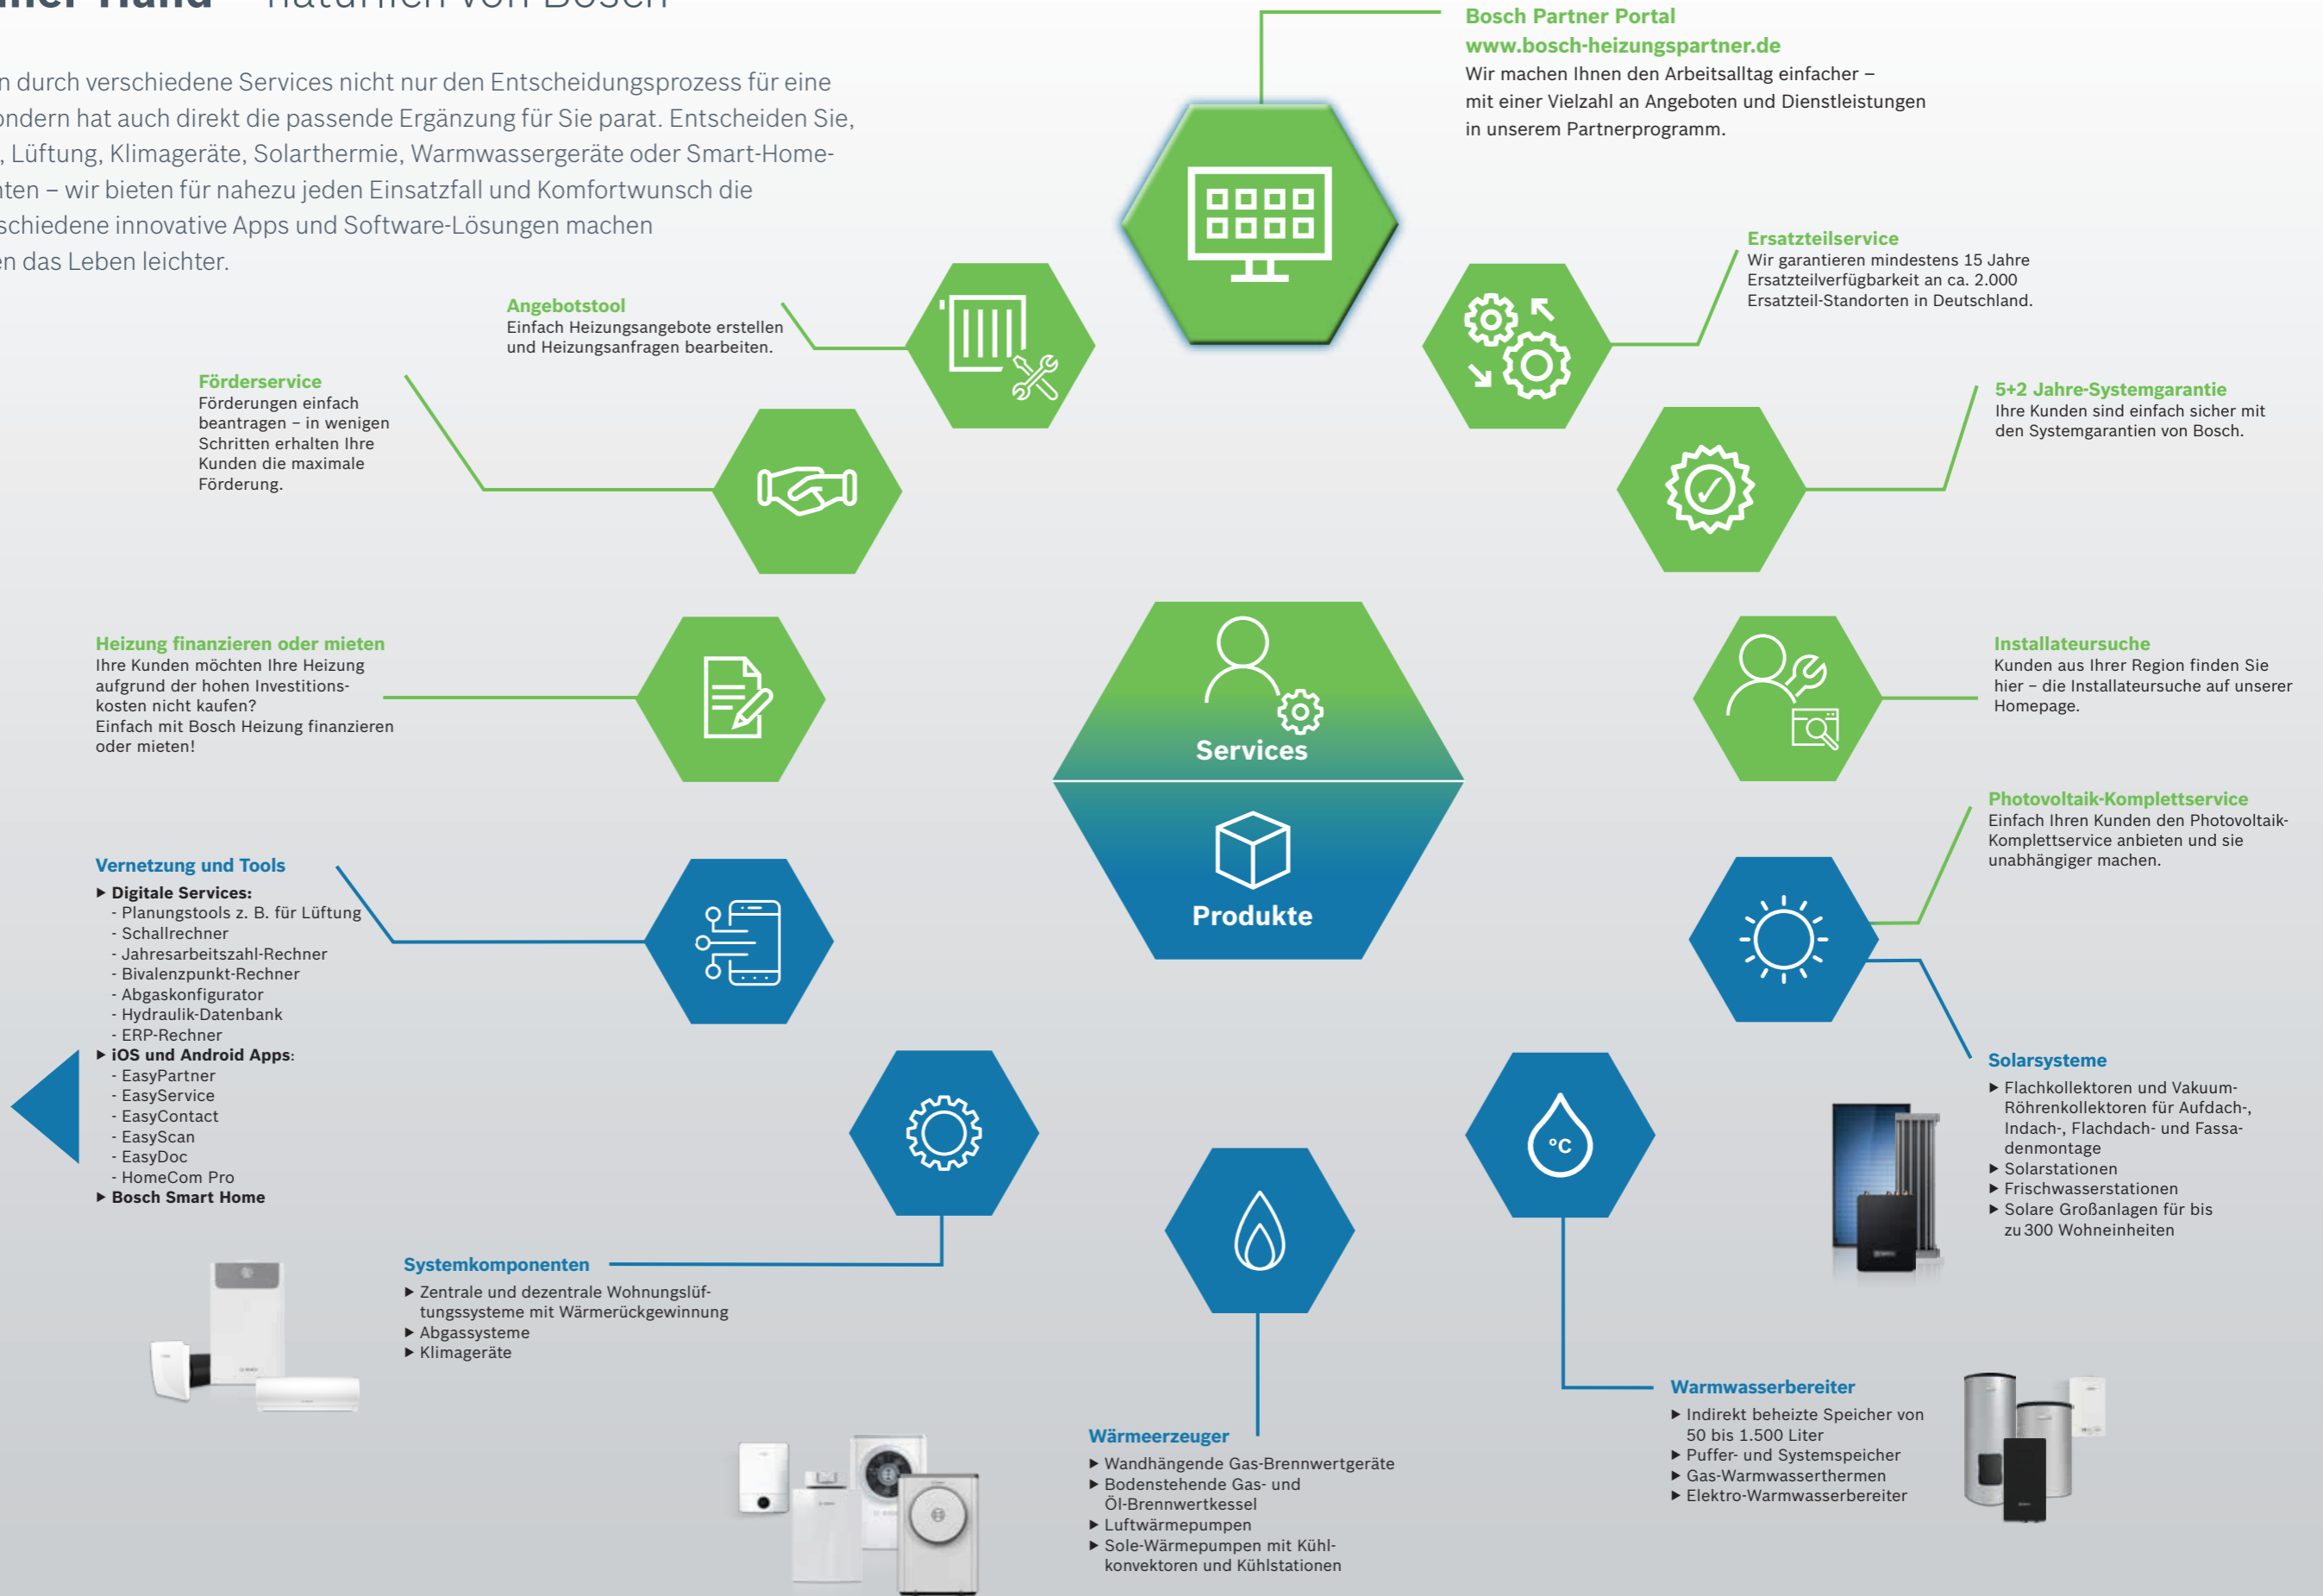 – natürlich von Bosch
durch verschiedene Services nicht nur den Entscheidungsprozess für eine
hat auch direkt die passende Ergänzung für Sie parat. Entscheiden Sie,
, Lüftung, Klimageräte, Solarthermie, Warmwassergeräte oder Smart-Home-
– wir bieten für nahezu jeden Einsatzfall und Komfortwunsch die
innovative Apps und Software-Lösungen machen
das Leben leichter.
Bosch Partner Portal
www.bosch-heizungspartner.de
Wir machen Ihnen den Arbeitsalltag einfacher –
mit einer Vielzahl an Angeboten und Dienstleistungen
in unserem Partnerprogramm.
Angebotstool
Einfach Heizungsangebote erstellen
und Heizungsanfragen bearbeiten.
Ersatzteilservice
Wir garantieren mindestens 15 Jahre
Ersatzteilverfügbarkeit an ca. 2.000
Ersatzteil-Standorten in Deutschland.
Förderservice
Förderungen einfach
beantragen – in wenigen
Schritten erhalten Ihre
Kunden die maximale
Förderung.
5+2 Jahre-Systemgarantie
Ihre Kunden sind einfach sicher mit
den Systemgarantien von Bosch.
Heizung finanzieren oder mieten
Ihre Kunden möchten Ihre Heizung
aufgrund der hohen Investitions-
kosten nicht kaufen?
Einfach mit Bosch Heizung finanzieren
oder mieten!
Services
Produkte
Installateursuche
Kunden aus Ihrer Region finden Sie
hier – die Installateursuche auf unserer
Homepage.
Photovoltaik-Komplettservice
Einfach Ihren Kunden den Photovoltaik-
Komplettservice anbieten und sie
unabhängiger machen.
Vernetzung und Tools
▶ Digitale Services:
- Planungstools z. B. für Lüftung
- Schallrechner
- Jahresarbeitszahl-Rechner
- Bivalenzpunkt-Rechner
- Abgaskonfigurator
- Hydraulik-Datenbank
- ERP-Rechner
▶ iOS und Android Apps:
- EasyPartner
- EasyService
- EasyContact
- EasyScan
- EasyDoc
- HomeCom Pro
▶ Bosch Smart Home
°C
Solarsysteme
▶ Flachkollektoren und Vakuum-
Röhrenkollektoren für Aufdach-,
Indach-, Flachdach- und Fassa-
denmontage
▶ Solarstationen
▶ Frischwasserstationen
▶ Solare Großanlagen für bis
zu 300 Wohneinheiten
Systemkomponenten
▶ Zentrale und dezentrale Wohnungslüf-
tungssysteme mit Wärmerückgewinnung
▶ Abgassysteme
▶ Klimageräte
Wärmeerzeuger
▶ Wandhängende Gas-Brennwertgeräte
▶ Bodenstehende Gas- und
Öl-Brennwertkessel
▶ Luftwärmepumpen
▶ Sole-Wärmepumpen mit Kühl-
konvektoren und Kühlstationen
Warmwasserbereiter
▶ Indirekt beheizte Speicher von
50 bis 1.500 Liter
▶ Puffer- und Systemspeicher
▶ Gas-Warmwasserthermen
▶ Elektro-Warmwasserbereiter